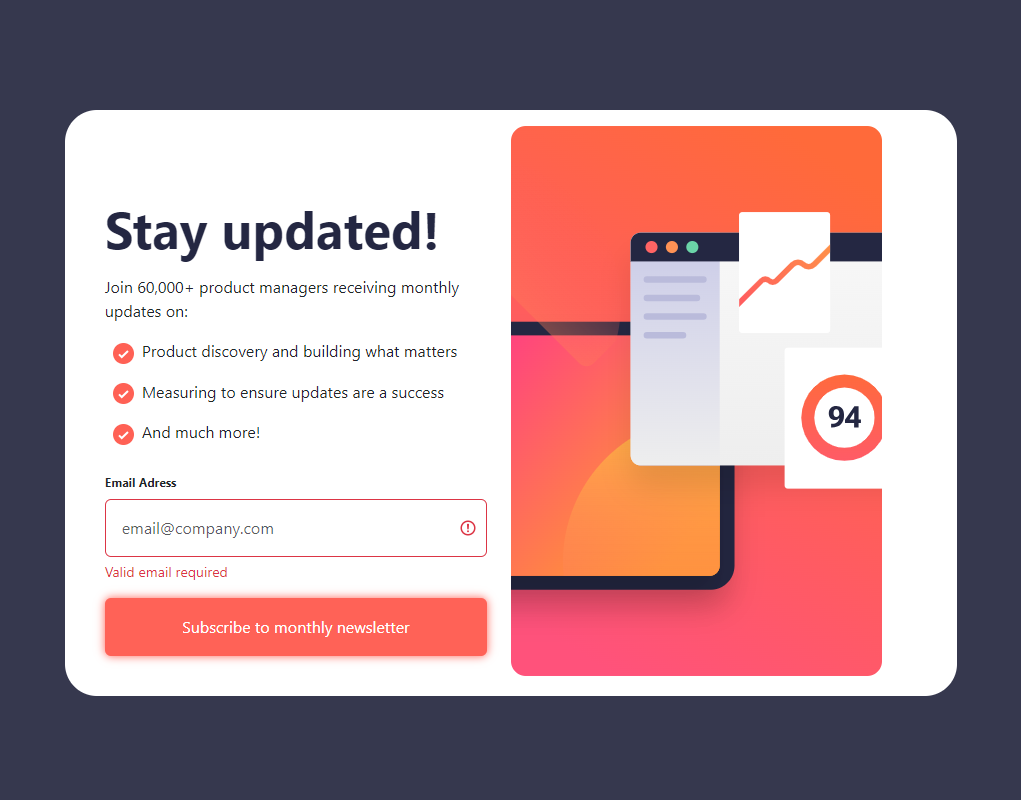 Stay updated!
Join 60,000+ product managers receiving monthly
updates on:
Product discovery and building what matters
Measuring to ensure updates are a success
And much more!
Email Adress
email@company.com
Valid email required
Subscribe to monthly newsletter
94